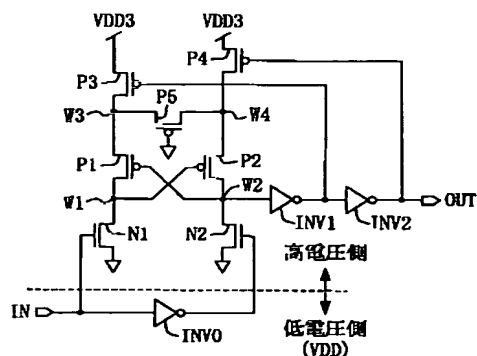 VDD3
VDD3
P4
P3
P5
W3
W4
P1
P2
W1
W2
OUT
N1
N2
INV1
INV2
高電圧側
IN
INV0
低電圧側
(VDD)